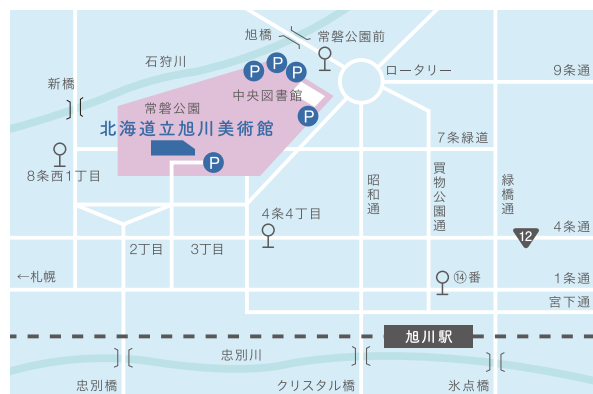 旭橋
常磐公園前
石狩川
P
P
P
ロータリー
9条通
新橋
中央図書館
常磐公園
P
北海道立旭川美術館
7条緑道
P
8条西1丁目
昭和通
買物公園通
緑橋通
4条4丁目
4条通
12
2丁目
3丁目
←札幌
⑭番
1条通
宮下通
旭川駅
忠別川
忠別橋
クリスタル橋
氷点橋